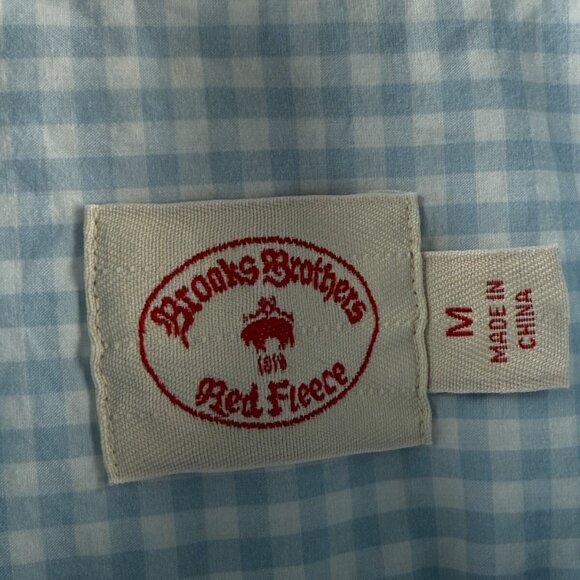 Brooks Brothers
1818
Red Fleece
M
MADE IN
CHINA